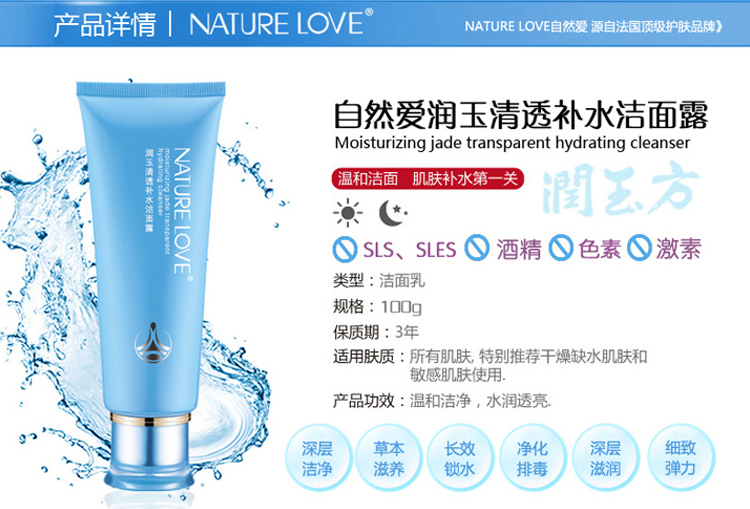 产品详情 | NATURE LOVE®
NATURE LOVE自然爱 源自法国顶级护肤品牌》
自然爱润玉清透补水洁面露
Moisturizing jade transparent hydrating cleanser
温和洁面 肌肤补水第一关
潤玉方
SLS、SLES 酒精 色素 激素
类型：洁面乳
规格：100g
保质期：3年
适用肤质：所有肌肤, 特别推荐干燥缺水肌肤和
敏感肌肤使用.
产品功效：温和洁净，水润透亮.
深层
洁净
草本
滋养
长效
锁水
净化
排毒
深层
滋润
细致
弹力
NATURE LOVE®
moisturizing jade transparent
hydrating cleanser
润玉清透补水洁面露